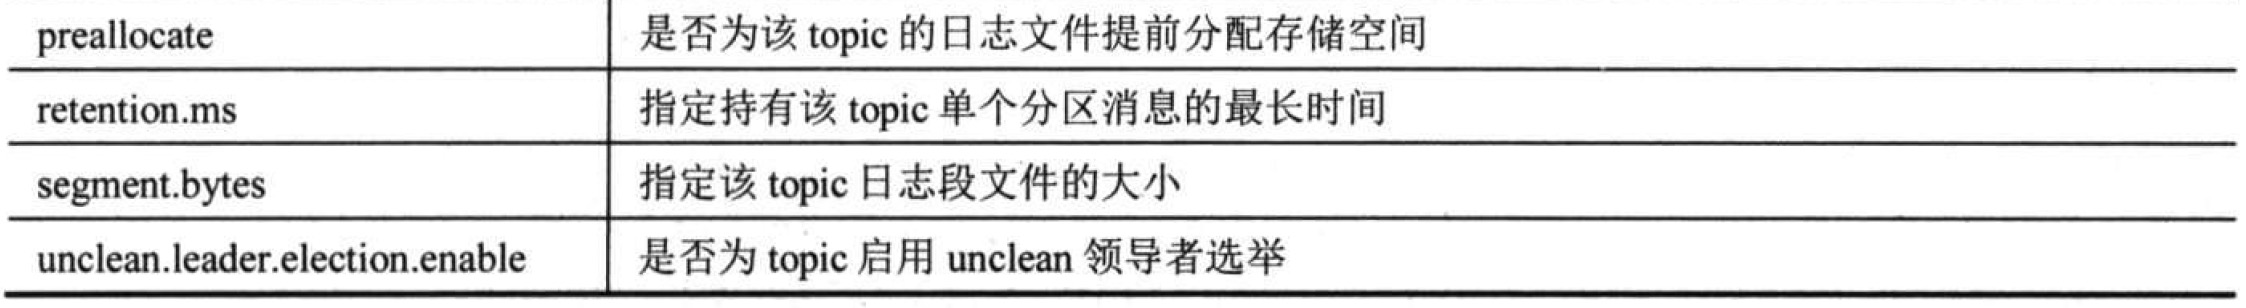 preallocate 是否为该 topic 的日志文件提前分配存储空间
retention.ms 指定持有该 topic 单个分区消息的最长时间
segment.bytes 指定该 topic 日志段文件的大小
unclean.leader.election.enable 是否为 topic 启用 unclean 领导者选举